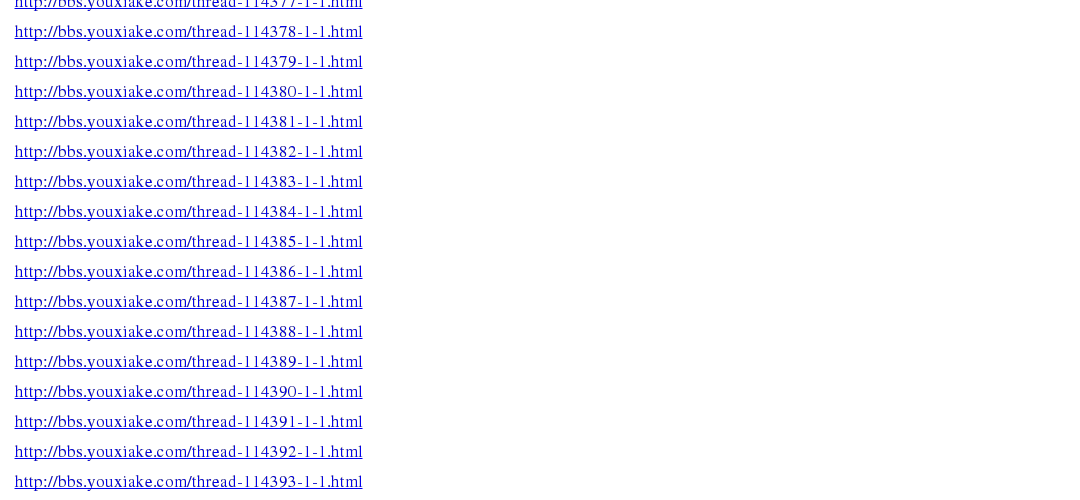 http://bbs.youxiake.com/thread-114377-1-1.html
http://bbs.youxiake.com/thread-114378-1-1.html
http://bbs.youxiake.com/thread-114379-1-1.html
http://bbs.youxiake.com/thread-114380-1-1.html
http://bbs.youxiake.com/thread-114381-1-1.html
http://bbs.youxiake.com/thread-114382-1-1.html
http://bbs.youxiake.com/thread-114383-1-1.html
http://bbs.youxiake.com/thread-114384-1-1.html
http://bbs.youxiake.com/thread-114385-1-1.html
http://bbs.youxiake.com/thread-114386-1-1.html
http://bbs.youxiake.com/thread-114387-1-1.html
http://bbs.youxiake.com/thread-114388-1-1.html
http://bbs.youxiake.com/thread-114389-1-1.html
http://bbs.youxiake.com/thread-114390-1-1.html
http://bbs.youxiake.com/thread-114391-1-1.html
http://bbs.youxiake.com/thread-114392-1-1.html
http://bbs.youxiake.com/thread-114393-1-1.html